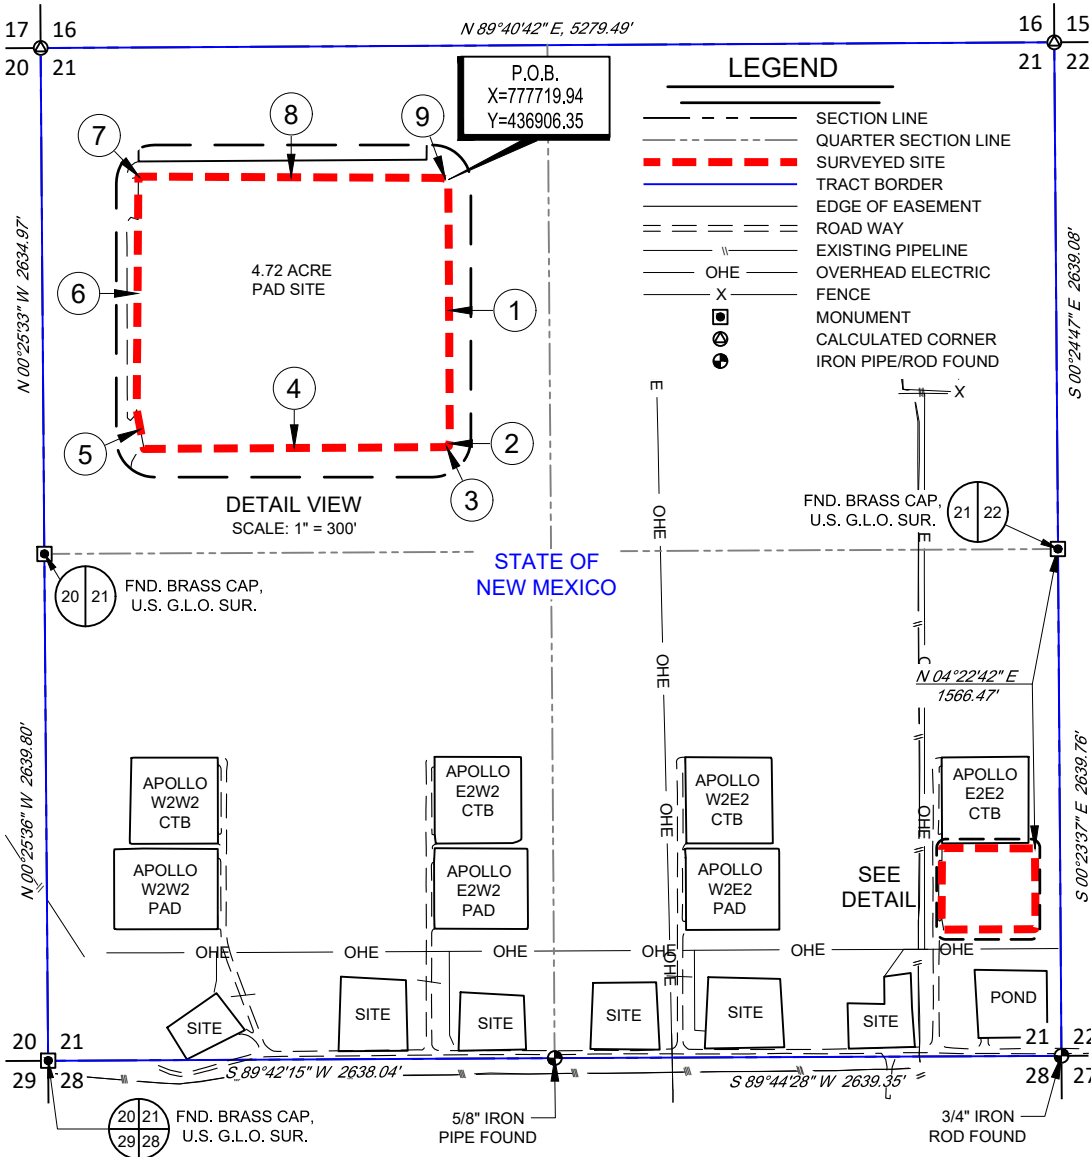 17 16
20 21
N 89°40'42" E, 5279.49'
16 15
21 22
P.O.B.
X=777719.94
Y=436906.35
LEGEND
SECTION LINE
QUARTER SECTION LINE
SURVEYED SITE
TRACT BORDER
EDGE OF EASEMENT
ROAD WAY
EXISTING PIPELINE
OHE OVERHEAD ELECTRIC
X FENCE
MONUMENT
CALCULATED CORNER
IRON PIPE/ROD FOUND
7
8
9
6
1
4
5
2
3
4.72 ACRE
PAD SITE
DETAIL VIEW
SCALE: 1" = 300'
N 00°25'33" W 2634.97'
S 00°24'47" E 2639.08'
E
X
OHE
FND. BRASS CAP,
U.S. G.L.O. SUR.
21 22
E
STATE OF
NEW MEXICO
20 21
FND. BRASS CAP,
U.S. G.L.O. SUR.
OHE
N 04°22'42" E
1566.47'
N 00°25'36" W 2639.80'
S 00°23'37" E 2639.76'
APOLLO
W2W2
CTB
APOLLO
E2W2
CTB
APOLLO
W2E2
CTB
APOLLO
E2E2
CTB
OHE
OHE
APOLLO
W2W2
PAD
APOLLO
E2W2
PAD
APOLLO
W2E2
PAD
SEE
DETAIL
OHE
OHE
OHE
OHE
OHE
OHE
OHE
SITE
SITE
SITE
SITE
SITE
SITE
POND
20 21
29 28
21 22
28 27
S 89°42'15" W 2638.04'
S 89°44'28" W 2639.35'
20 21
29 28
FND. BRASS CAP,
U.S. G.L.O. SUR.
5/8" IRON
PIPE FOUND
3/4" IRON
ROD FOUND